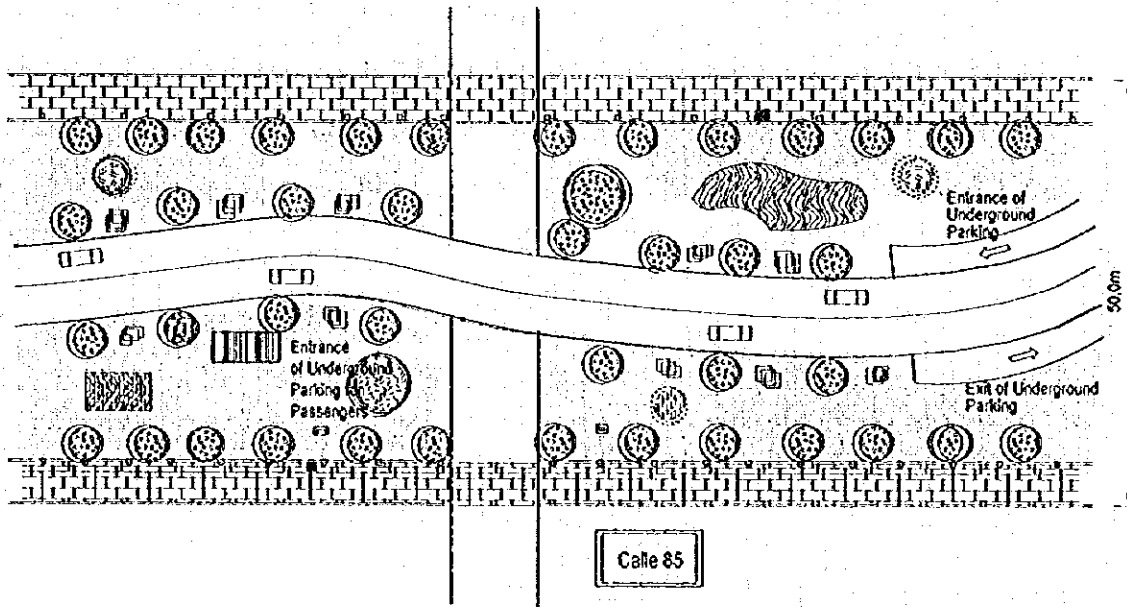 Entrance of
Underground
Parking
50,0m
Entrance
of Underground
Parking for
Passengers
Exit of Underground
Parking
Calle 85